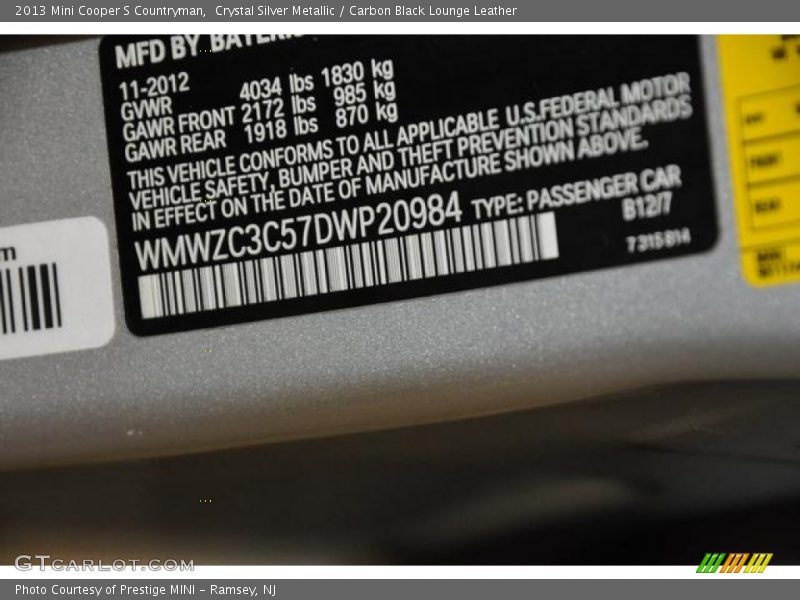 2013 Mini Cooper S Countryman,  Crystal Silver Metallic / Carbon Black Lounge Leather
MFD BY
11-2012
GVWR 4034 lbs 1830 kg
GAWR FRONT 2172 lbs 985 kg
GAWR REAR 1918 lbs 870 kg
THIS VEHICLE CONFORMS TO ALL APPLICABLE U.S.FEDERAL MOTOR
VEHICLE SAFETY, BUMPER AND THEFT PREVENTION STANDARDS
IN EFFECT ON THE DATE OF MANUFACTURE SHOWN ABOVE.
WMWZC3C57DWP20984 TYPE: PASSENGER CAR
B12/7
7 315 814
m
GTCARLOT.COM
Photo Courtesy of Prestige MINI - Ramsey, NJ